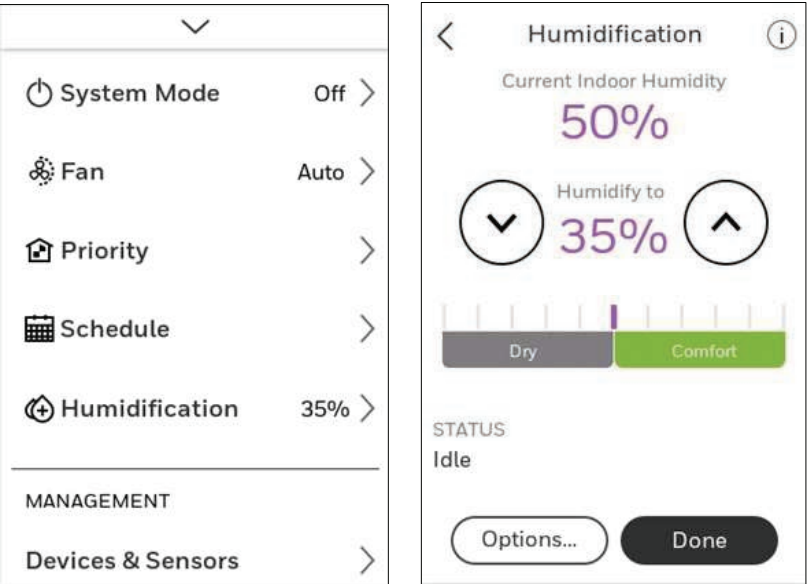 System Mode Off
Fan Auto
Priority
Schedule
Humidification 35%
MANAGEMENT
Devices & Sensors
Humidification
Current Indoor Humidity
50%
Humidify to
35%
Dry Comfort
STATUS
Idle
Options... Done